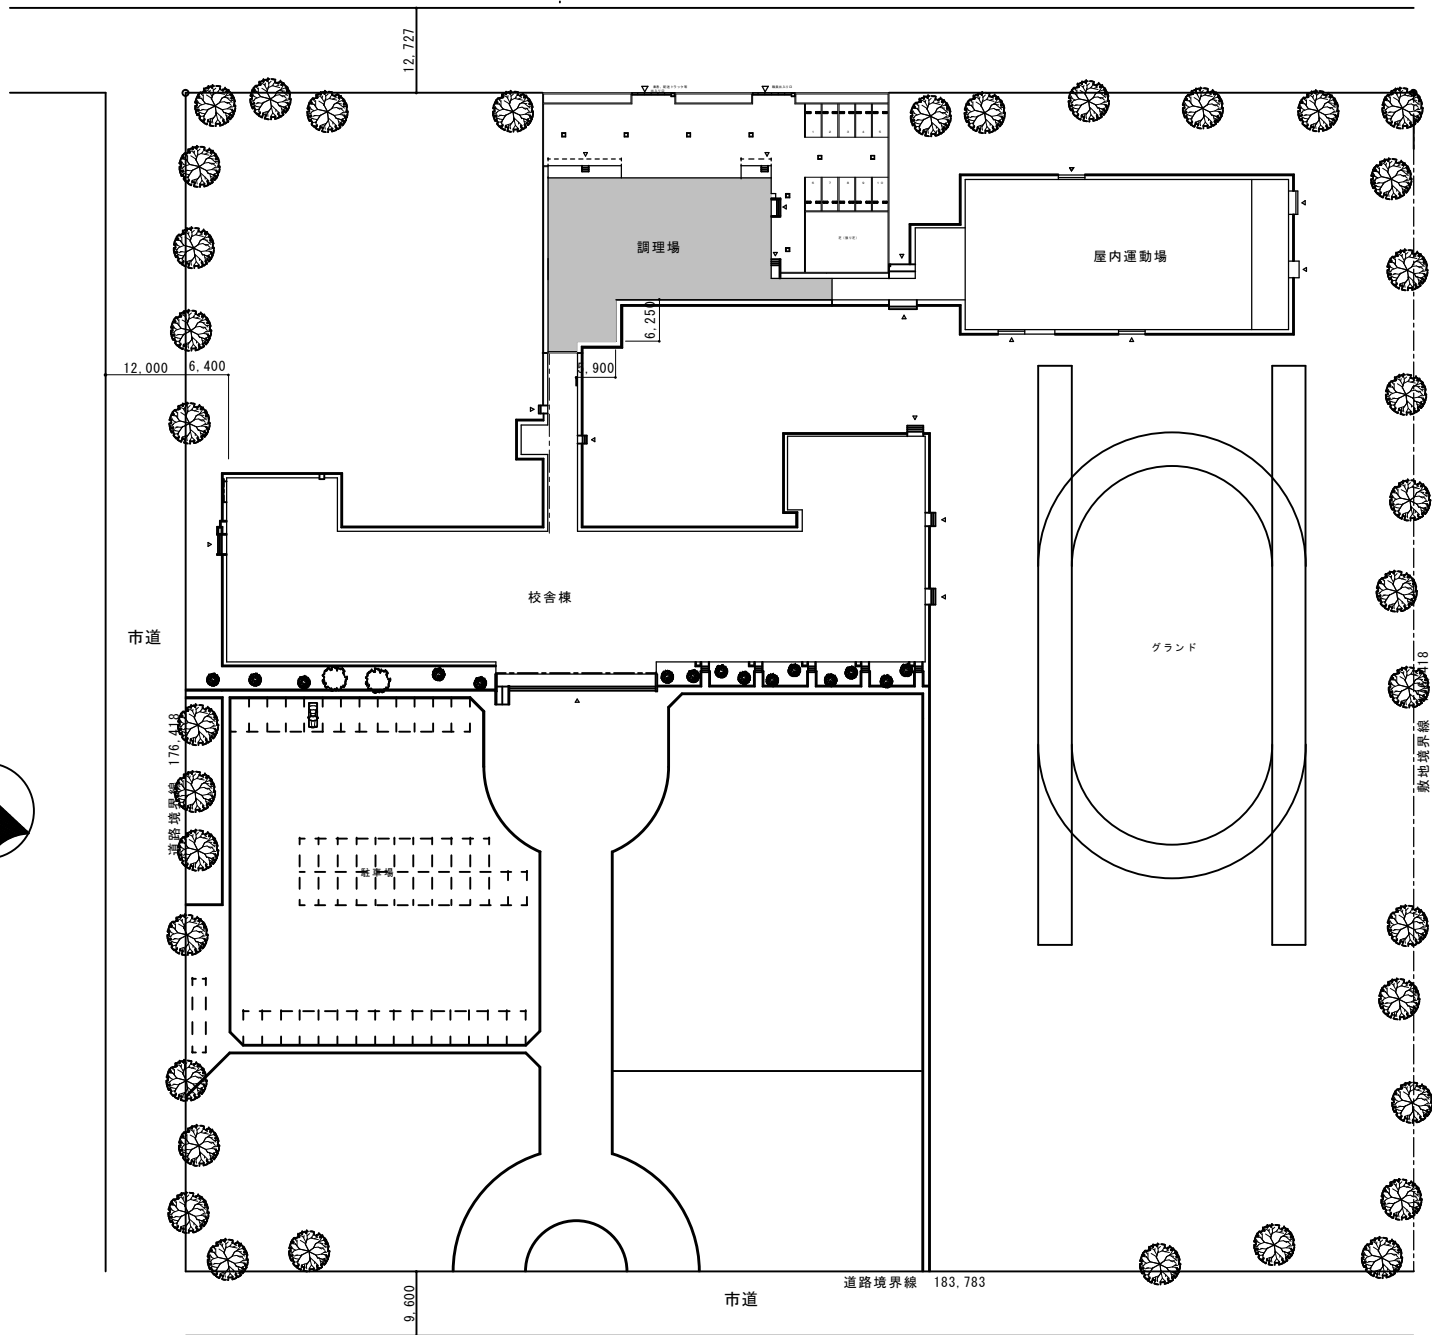 12,727
調理場
屋内運動場
6,250
12,000
6,400
,900
校舎棟
市道
グランド
道路境界線 176,418
敷地境界線
418
駐車場
道路境界線 183,783
市道
9,600